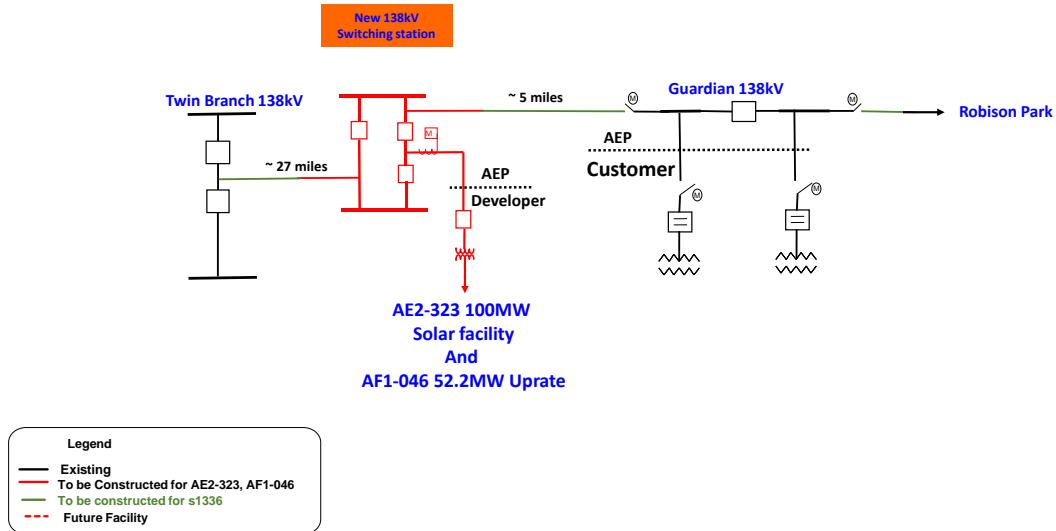 New 138kV
Switching station
Twin Branch 138kV
~ 27 miles
M
AEP
Developer
~ 5 miles
M
Guardian 138kV
M
Robison Park
AEP
Customer
M
M
AE2-323 100MW
Solar facility
And
AF1-046 52.2MW Uprate
Legend
Existing
To be Constructed for AE2-323, AF1-046
To be constructed for s1336
Future Facility